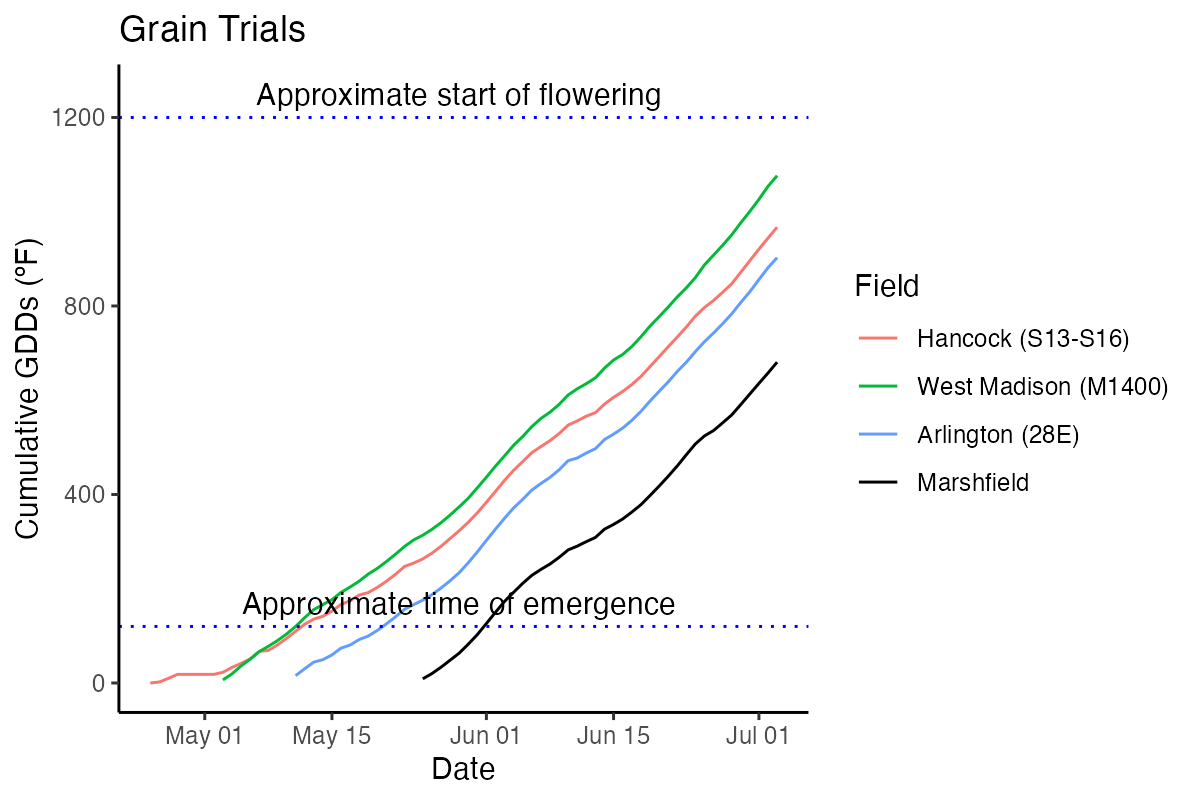 Grain Trials
Approximate start of flowering
1200
800
400
0
Cumulative GDDs (°F)
Approximate time of emergence
May 01
May 15
Jun 01
Jun 15
Jul 01
Date
Field
Hancock (S13-S16)
West Madison (M1400)
Arlington (28E)
Marshfield